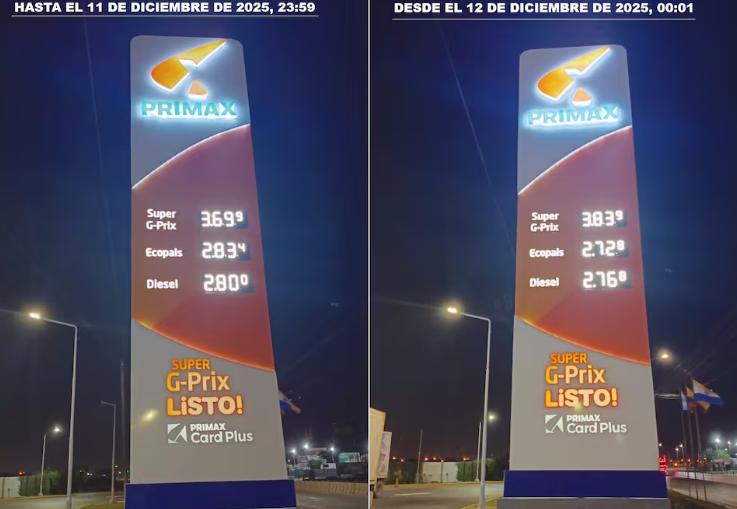 HASTA EL 11 DE DICIEMBRE DE 2025, 23:59
PRIMAX
Super G-Prix 3.69⁹
Ecopais 2.83⁴
Diesel 2.80⁰
SUPER
G-Prix
LiSTO!
PRIMAX
Card Plus
DESDE EL 12 DE DICIEMBRE DE 2025, 00:01
PRIMAX
Super G-Prix 3.83⁹
Ecopais 2.72⁸
Diesel 2.76⁸
SUPER
G-Prix
LiSTO!
PRIMAX
Card Plus